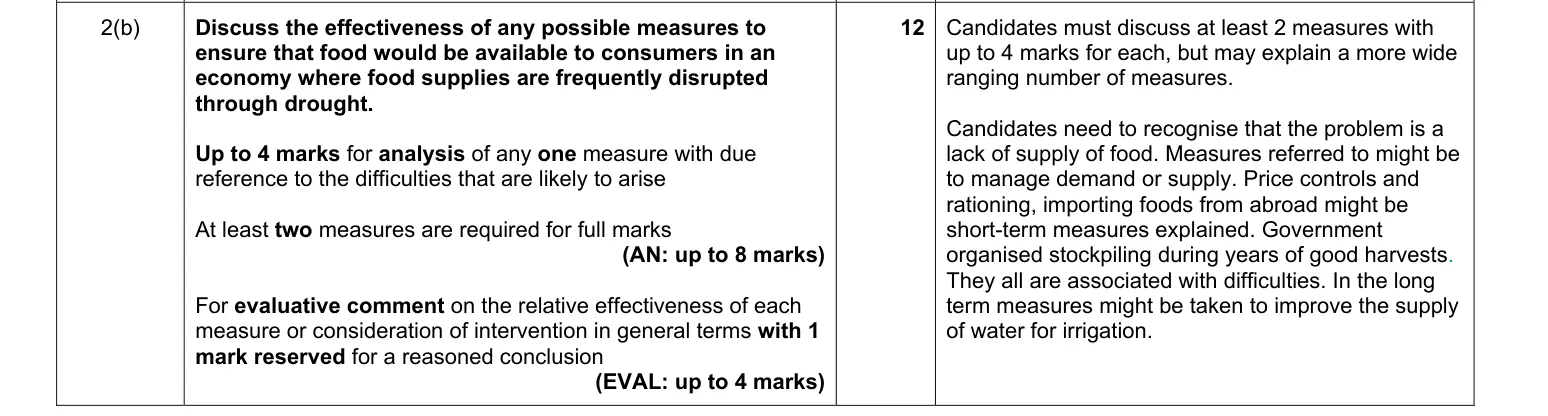 2(b)
Discuss the effectiveness of any possible measures to
ensure that food would be available to consumers in an
economy where food supplies are frequently disrupted
through drought.
Up to 4 marks for analysis of any one measure with due
reference to the difficulties that are likely to arise
At least two measures are required for full marks
(AN: up to 8 marks)
For evaluative comment on the relative effectiveness of each
measure or consideration of intervention in general terms with 1
mark reserved for a reasoned conclusion
(EVAL: up to 4 marks)
12
Candidates must discuss at least 2 measures with
up to 4 marks for each, but may explain a more wide
ranging number of measures.
Candidates need to recognise that the problem is a
lack of supply of food. Measures referred to might be
to manage demand or supply. Price controls and
rationing, importing foods from abroad might be
short-term measures explained. Government
organised stockpiling during years of good harvests.
They all are associated with difficulties. In the long
term measures might be taken to improve the supply
of water for irrigation.